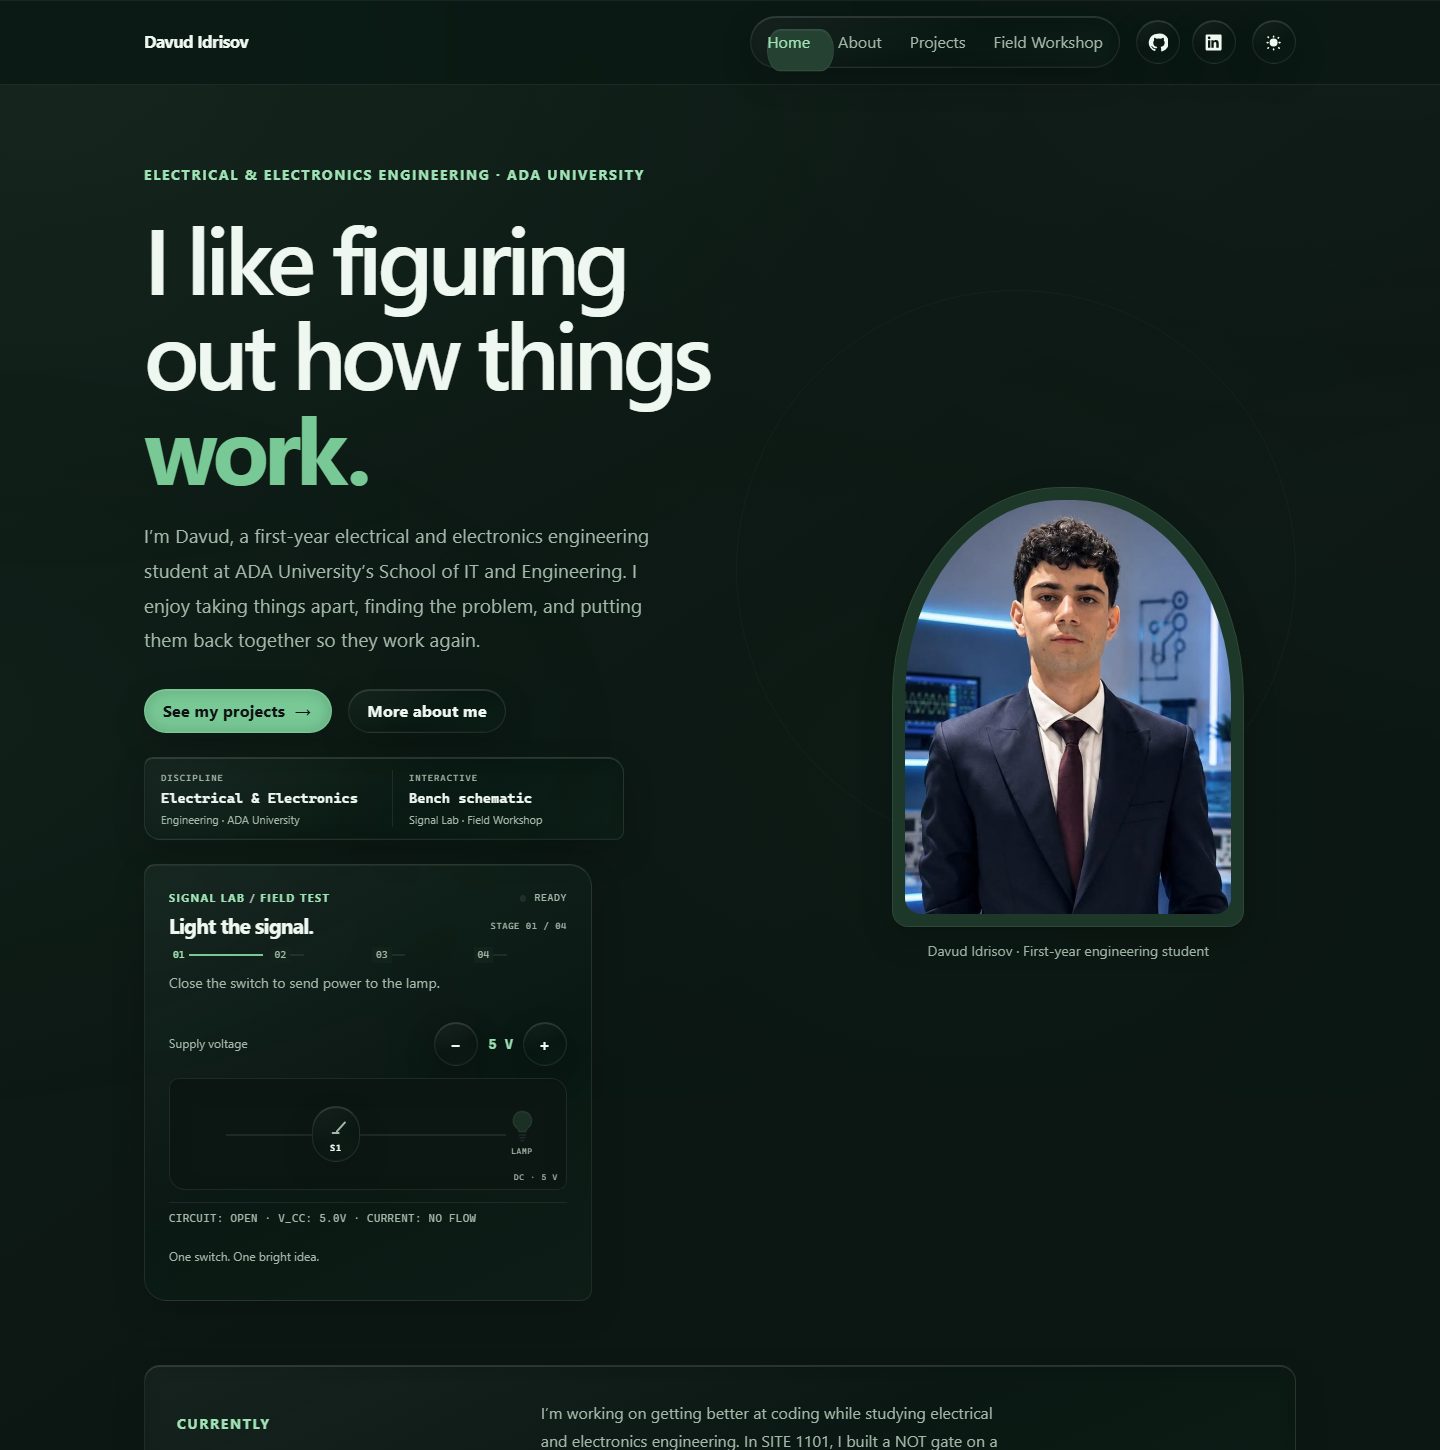 Davud Idrisov
Home
About
Projects
Field Workshop
ELECTRICAL & ELECTRONICS ENGINEERING · ADA UNIVERSITY
I like figuring
out how things
work.
I’m Davud, a first-year electrical and electronics engineering
student at ADA University’s School of IT and Engineering. I
enjoy taking things apart, finding the problem, and putting
them back together so they work again.
See my projects →
More about me
DISCIPLINE
Electrical & Electronics
Engineering · ADA University
INTERACTIVE
Bench schematic
Signal Lab · Field Workshop
Davud Idrisov · First-year engineering student
SIGNAL LAB / FIELD TEST
READY
Light the signal.
STAGE 01 / 04
01 02 03 04
Close the switch to send power to the lamp.
Supply voltage
− 5 V +
S1
LAMP
DC · 5 V
CIRCUIT: OPEN · V_CC: 5.0V · CURRENT: NO FLOW
One switch. One bright idea.
CURRENTLY
I’m working on getting better at coding while studying electrical
and electronics engineering. In SITE 1101, I built a NOT gate on a